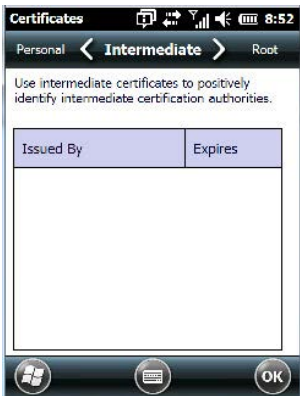 Certificates 8:52
Personal Intermediate Root
Use intermediate certificates to positively
identify intermediate certification authorities.
Issued By Expires
OK